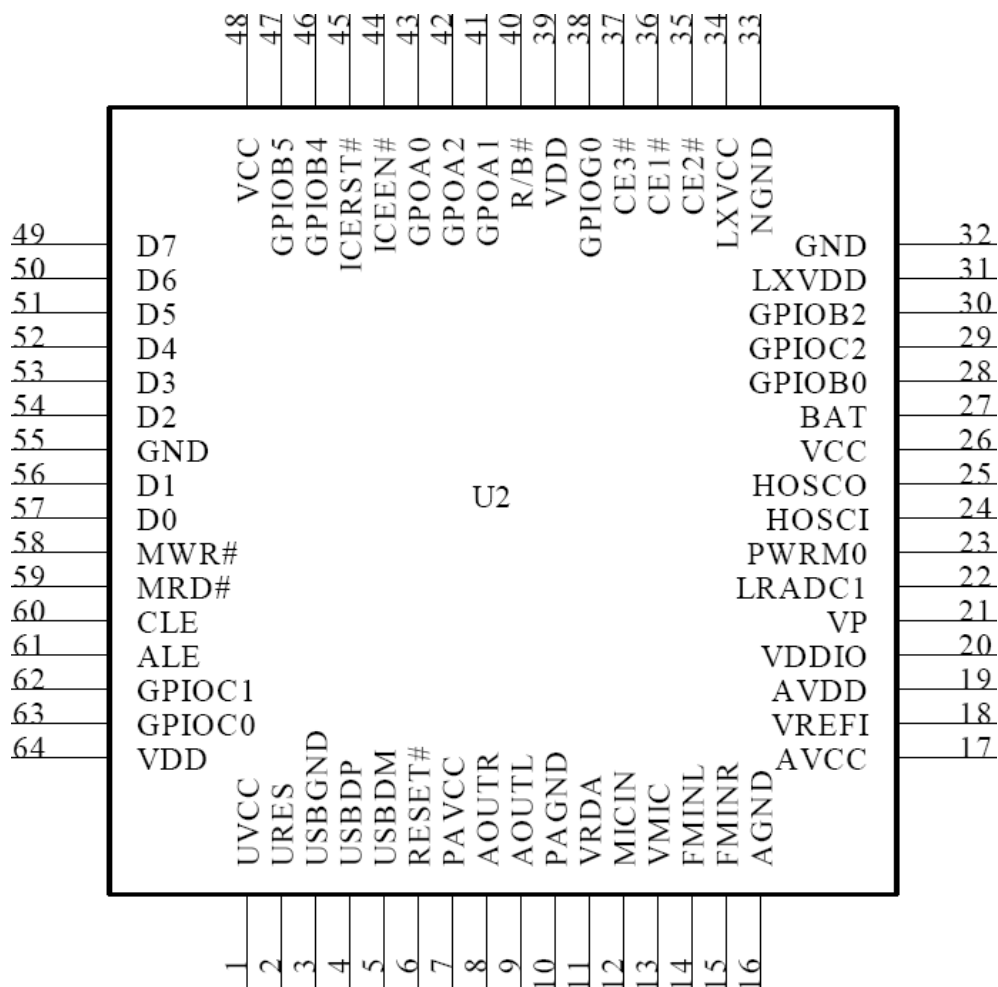 48 47 46 45 44 43 42 41 40 39 38 37 36 35 34 33
VCC GPIOB5 GPIOB4 ICERST# ICEEN# GPOA0 GPOA2 GPOA1 R/B# VDD GPIOG0 CE3# CE1# CE2# LXVCC NGND
49 D7 GND 32
50 D6 LXVDD 31
51 D5 GPIOB2 30
52 D4 GPIOC2 29
53 D3 GPIOB0 28
54 D2 BAT 27
55 GND VCC 26
56 D1 HOSCO 25
U2
57 D0 HOSCI 24
58 MWR# PWRM0 23
59 MRD# LRADC1 22
60 CLE VP 21
61 ALE VDDIO 20
62 GPIOC1 AVDD 19
63 GPIOC0 VREFI 18
64 VDD AVCC 17
UVCC URES USBGND USBDP USBDM RESET# PAVCC AOUTR AOUTL PAGND VRDA MICIN VMIC FMINL FMINR AGND
1 2 3 4 5 6 7 8 9 10 11 12 13 14 15 16